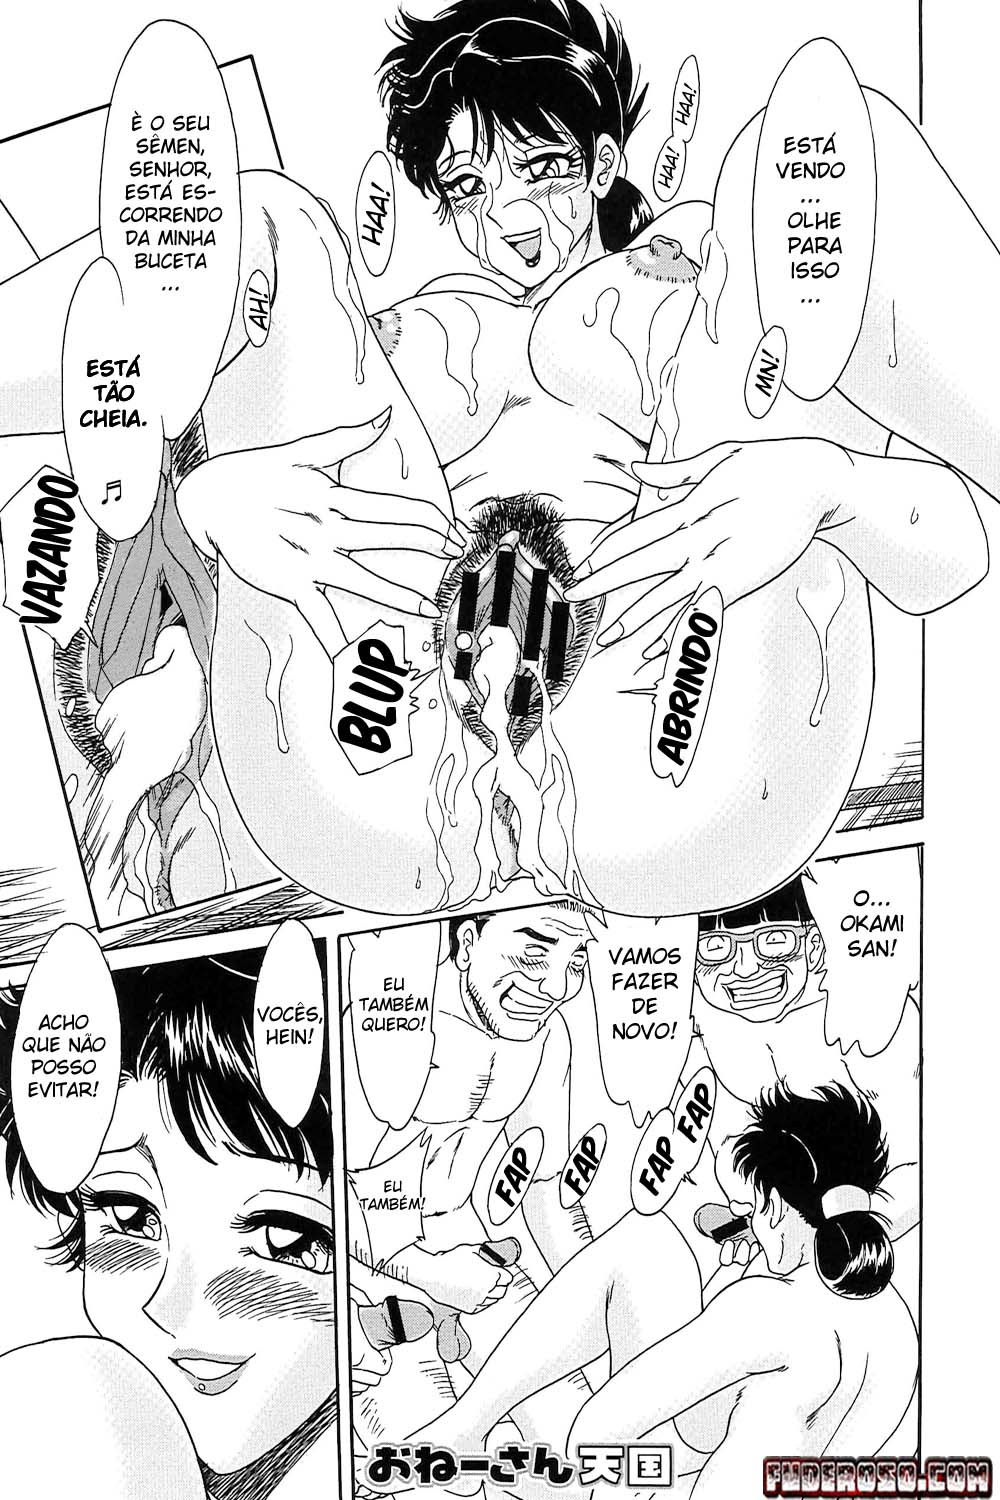 ESTÁ
VENDO
...
OLHE
PARA
ISSO
...
HAA!
HAA!
HAA!
HAA!
MN!
È O SEU
SÊMEN,
SENHOR,
ESTÁ ES-
CORRENDO
DA MINHA
BUCETA
...
AH!
ESTÁ
TÃO
CHEIA.
♫
VAZANDO
BLUP
ABRINDO
O...
OKAMI
SAN!
VAMOS
FAZER
DE
NOVO!
EU
TAMBÉM
QUERO!
FAP
FAP
FAP
FAP
EU
TAMBÉM!
VOCÊS,
HEIN!
ACHO
QUE NÃO
POSSO
EVITAR!
おねーさん天国
FUDEROSO.COM